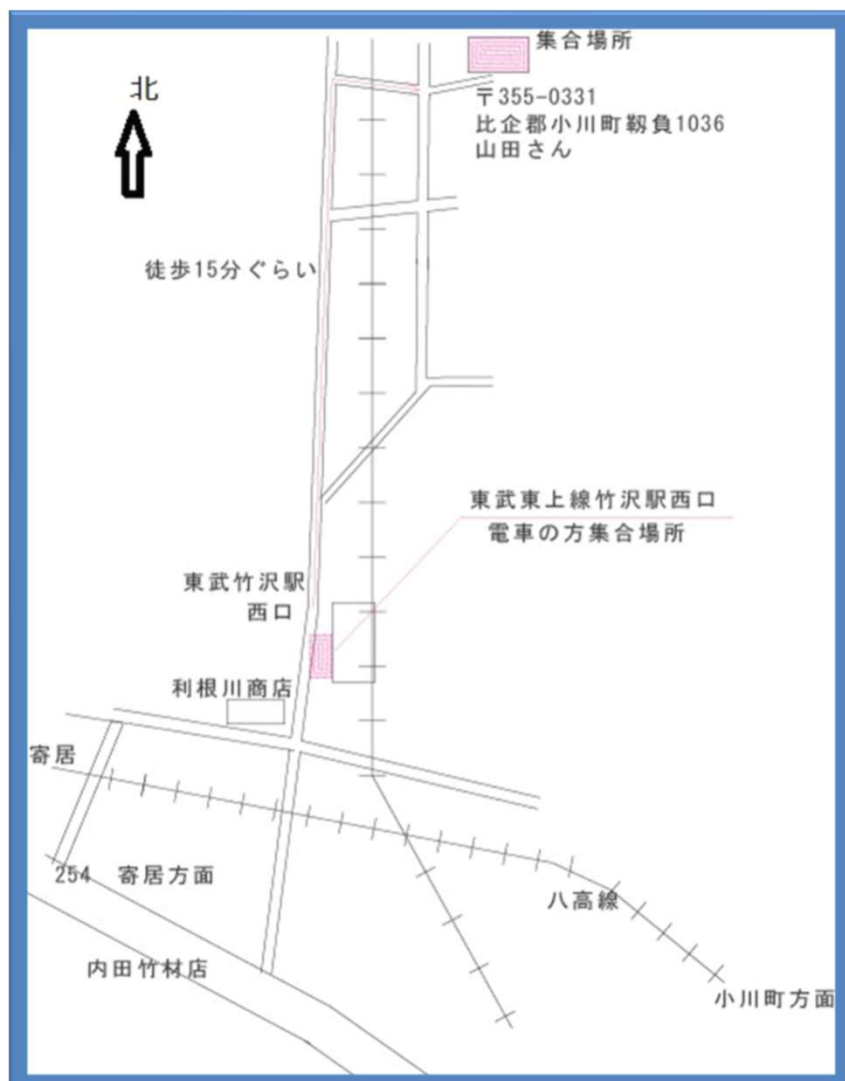 集合場所
北
〒355-0331
比企郡小川町靱負1036
山田さん
徒歩15分ぐらい
東武東上線竹沢駅西口
電車の方集合場所
東武竹沢駅
西口
利根川商店
寄居
254 寄居方面
八高線
内田竹材店
小川町方面